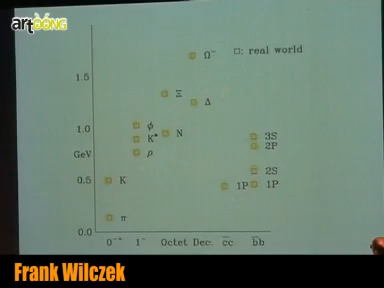 artOONG
Ω⁻
□: real world
1.5
Ξ
Δ
1.0
φ
K*
N
3S
2P
GeV
ρ
0.5
K
2S
1P
1P
π
0.0
0⁻⁺
1⁻
Octet
Dec.
c̄c
b̄b
Frank Wilczek